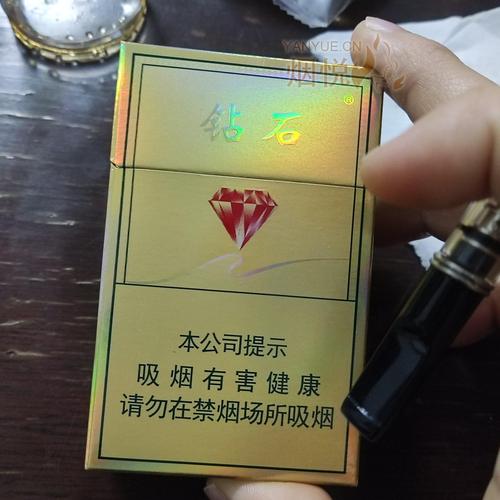 YANYUE.CN
烟悦
钻石®
本公司提示
吸烟有害健康
请勿在禁烟场所吸烟